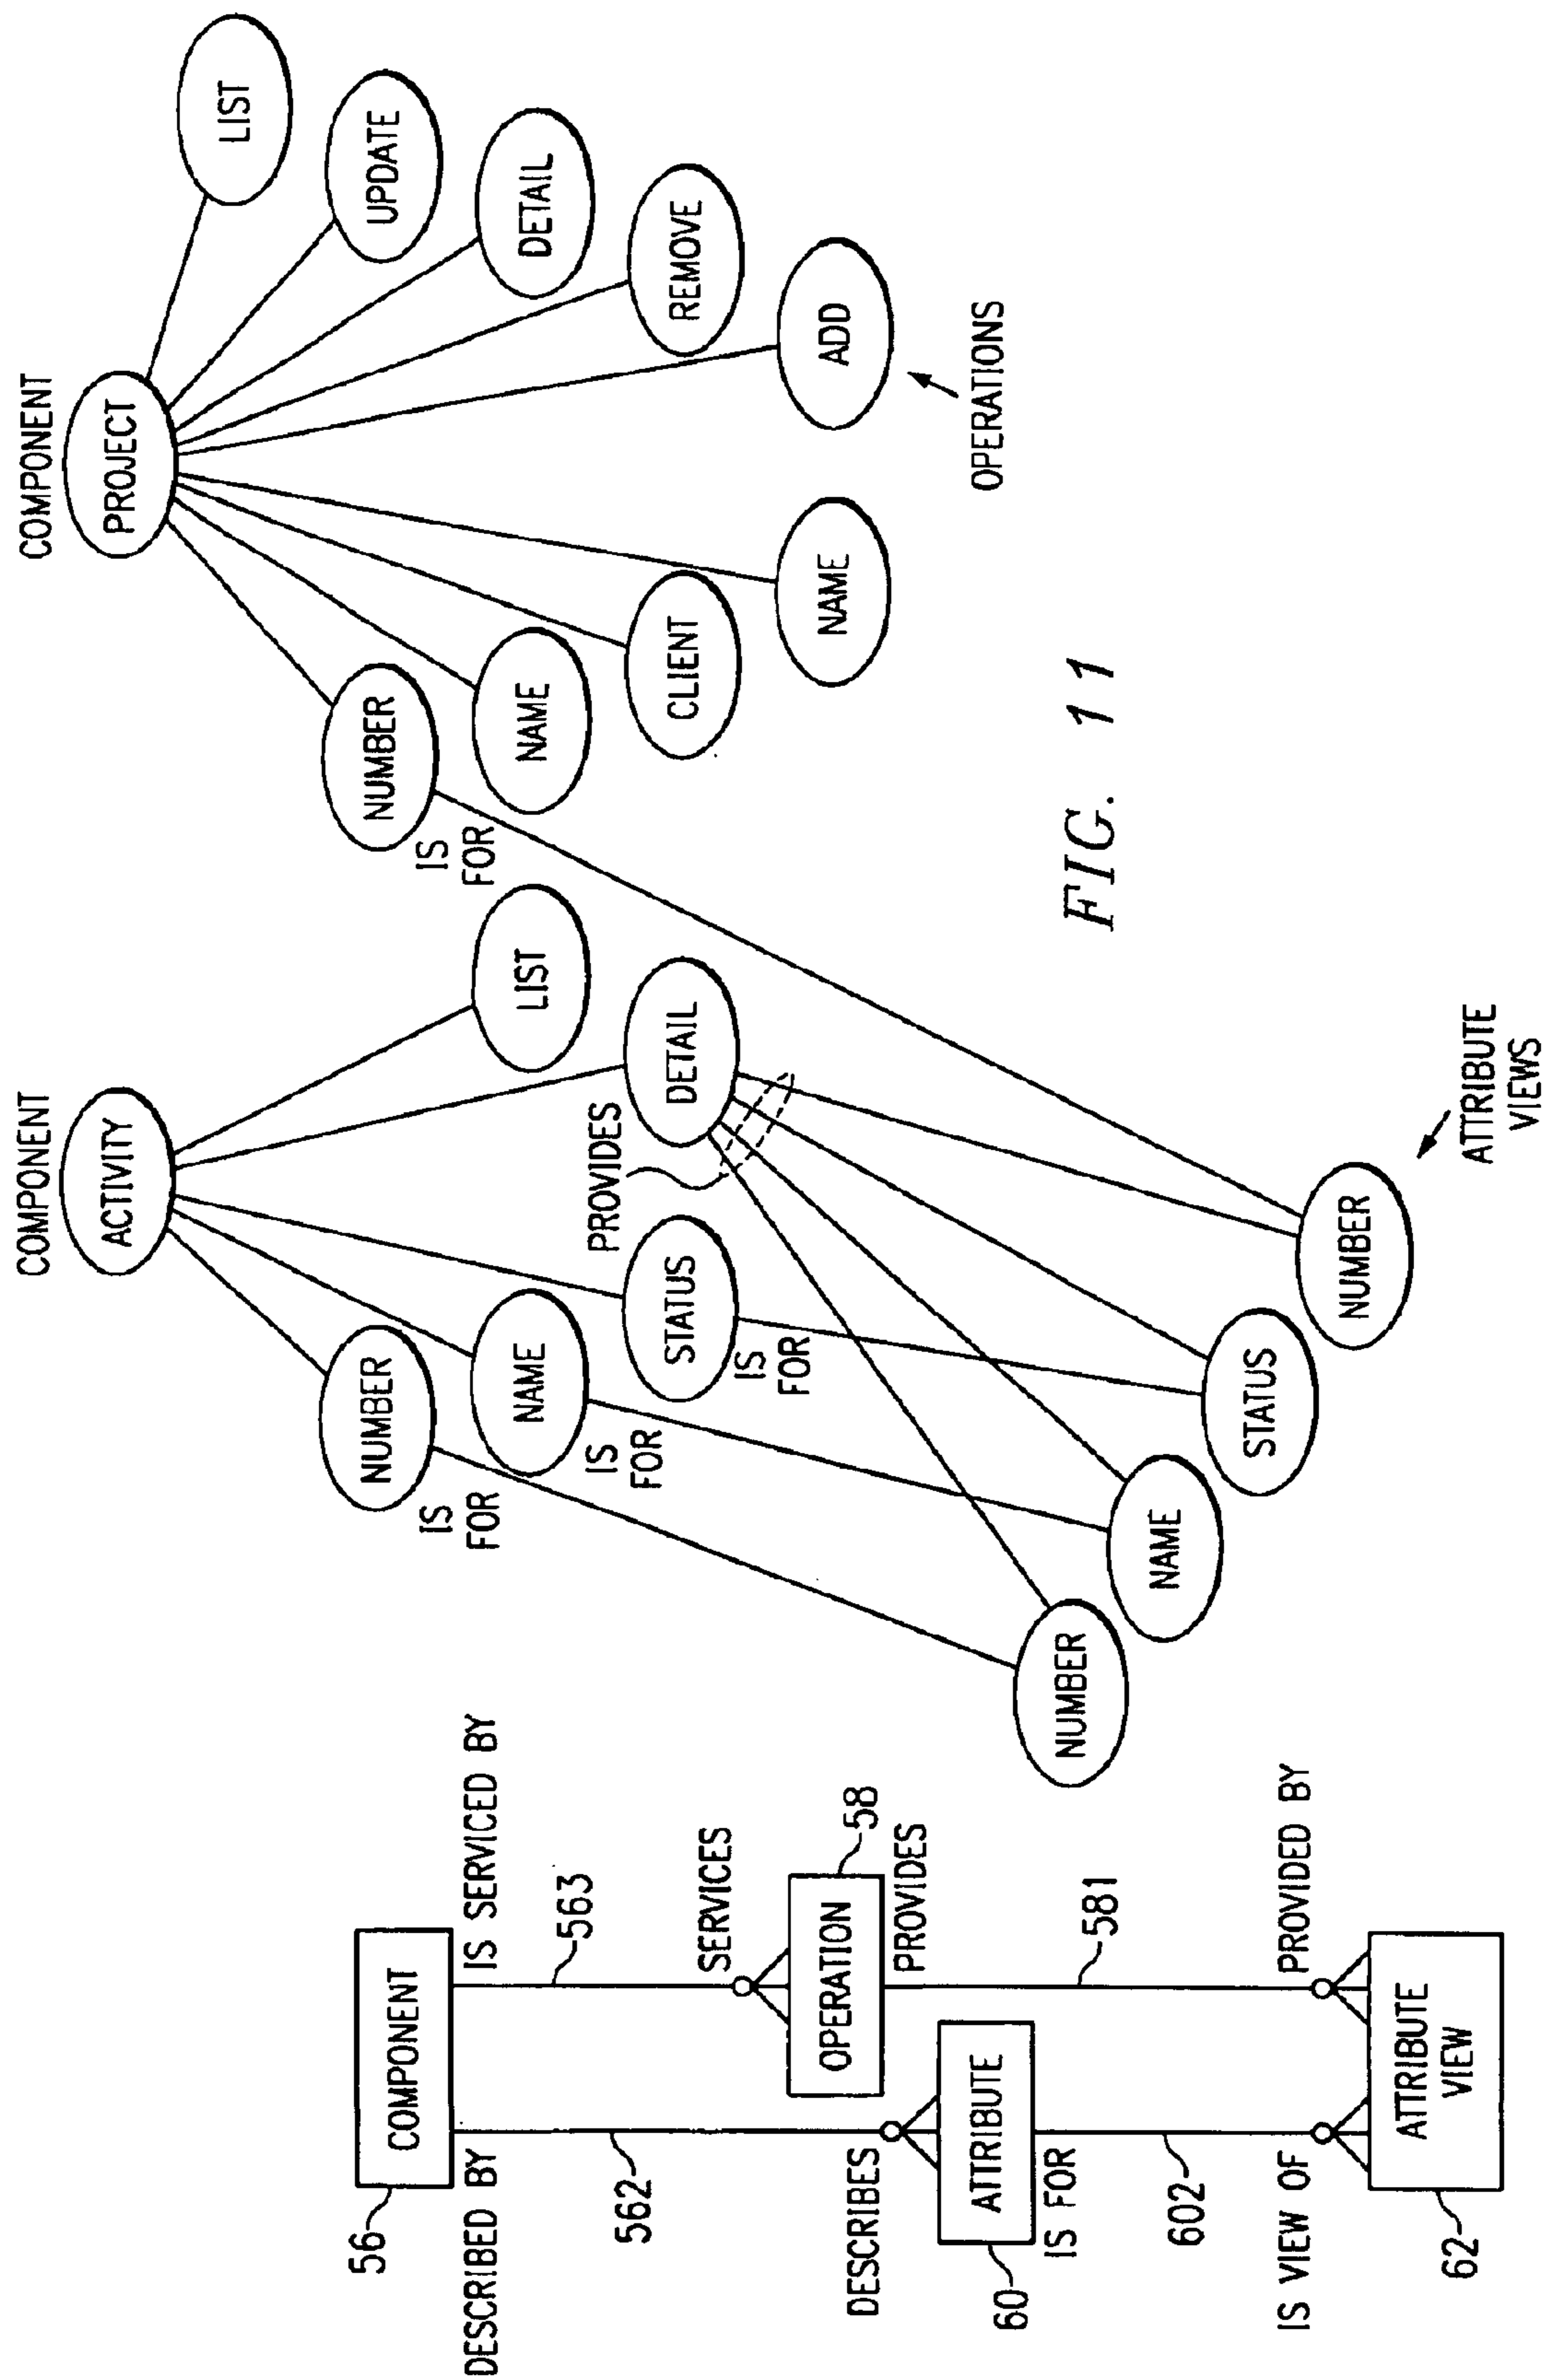 COMPONENT
56
DESCRIBED BY
IS SERVICED BY
562
563
SERVICES
OPERATION
58
PROVIDES
DESCRIBES
ATTRIBUTE
60
IS FOR
602
581
IS VIEW OF
PROVIDED BY
ATTRIBUTE
VIEW
62
COMPONENT
ACTIVITY
NUMBER
IS
FOR
NAME
IS
FOR
STATUS
IS
FOR
PROVIDES
DETAIL
LIST
NUMBER
NAME
STATUS
NUMBER
ATTRIBUTE
VIEWS
COMPONENT
PROJECT
NUMBER
IS
FOR
NAME
CLIENT
NAME
ADD
REMOVE
DETAIL
UPDATE
LIST
OPERATIONS
FIG. 11